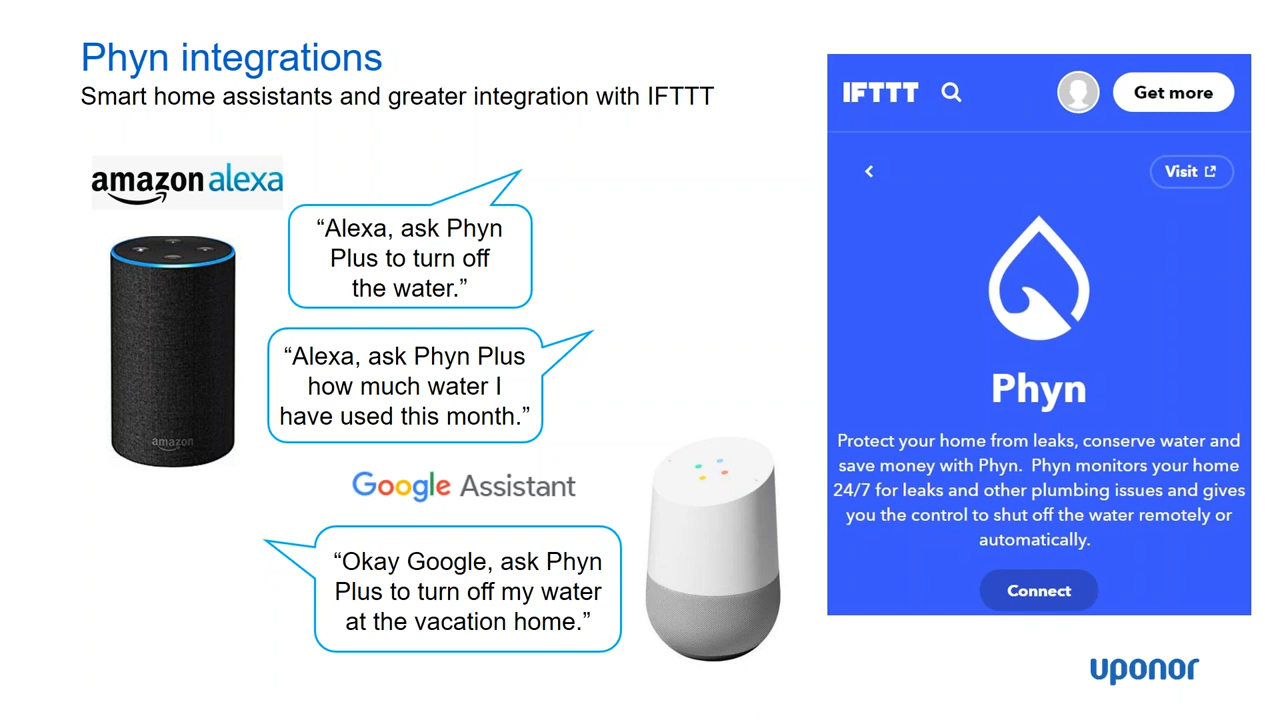 Phyn integrations
Smart home assistants and greater integration with IFTTT
amazon alexa
“Alexa, ask Phyn
Plus to turn off
the water.”
“Alexa, ask Phyn Plus
how much water I
have used this month.”
amazon
Google Assistant
“Okay Google, ask Phyn
Plus to turn off my water
at the vacation home.”
IFTTT
Get more
Visit
Phyn
Protect your home from leaks, conserve water and
save money with Phyn. Phyn monitors your home
24/7 for leaks and other plumbing issues and gives
you the control to shut off the water remotely or
automatically.
Connect
uponor